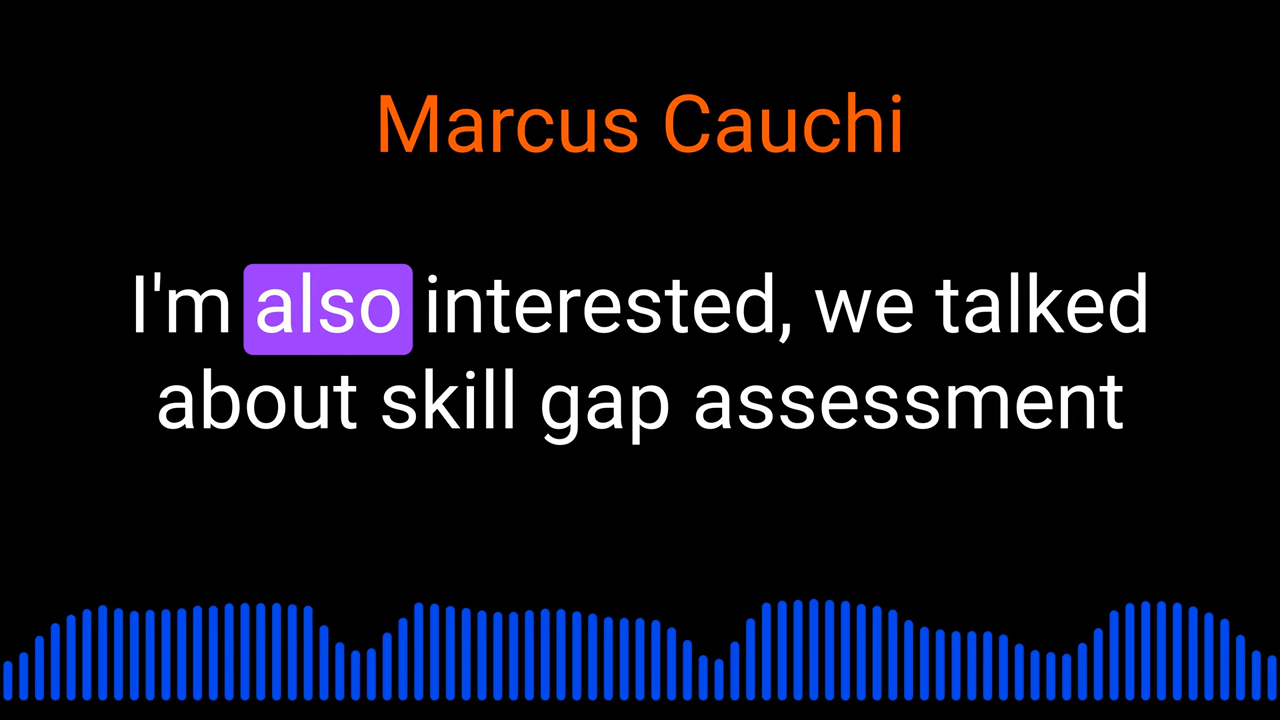 Marcus Cauchi
I'm also interested, we talked
about skill gap assessment